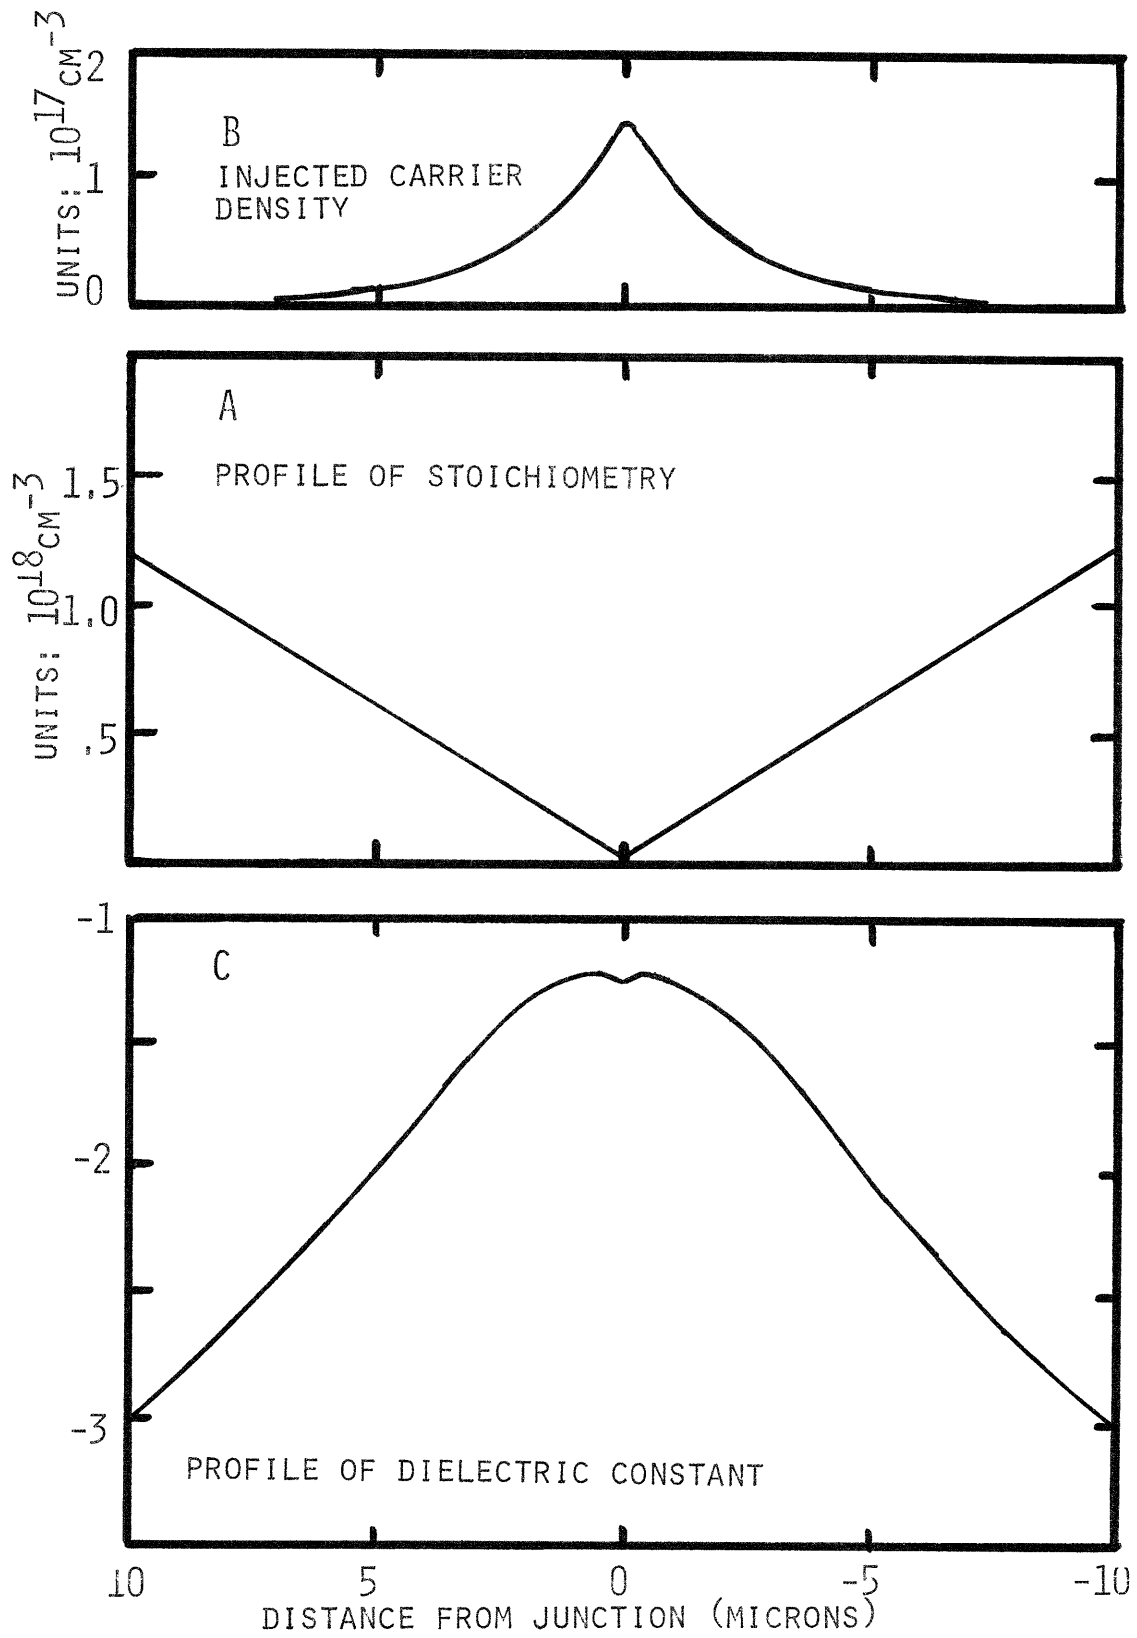 UNITS: 10^17 CM^-3
2
1
0
B
INJECTED CARRIER
DENSITY
UNITS: 10^18 CM^-3
1.5
1.0
.5
A
PROFILE OF STOICHIOMETRY
-1
-2
-3
C
PROFILE OF DIELECTRIC CONSTANT
10 5 0 -5 -10
DISTANCE FROM JUNCTION (MICRONS)